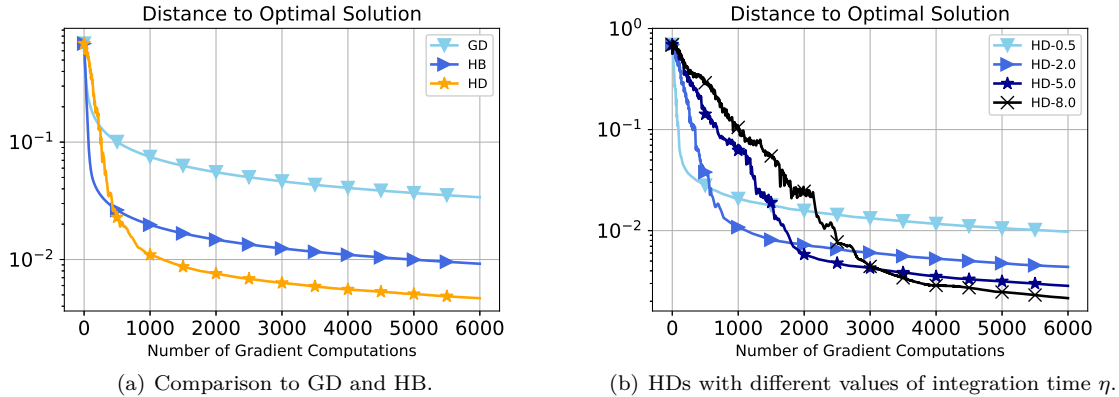 Distance to Optimal Solution
GD
HB
HD
10⁻¹
10⁻²
0 1000 2000 3000 4000 5000 6000
Number of Gradient Computations
(a) Comparison to GD and HB.
Distance to Optimal Solution
10⁰
HD-0.5
HD-2.0
HD-5.0
HD-8.0
10⁻¹
10⁻²
0 1000 2000 3000 4000 5000 6000
Number of Gradient Computations
(b) HDs with different values of integration time η.